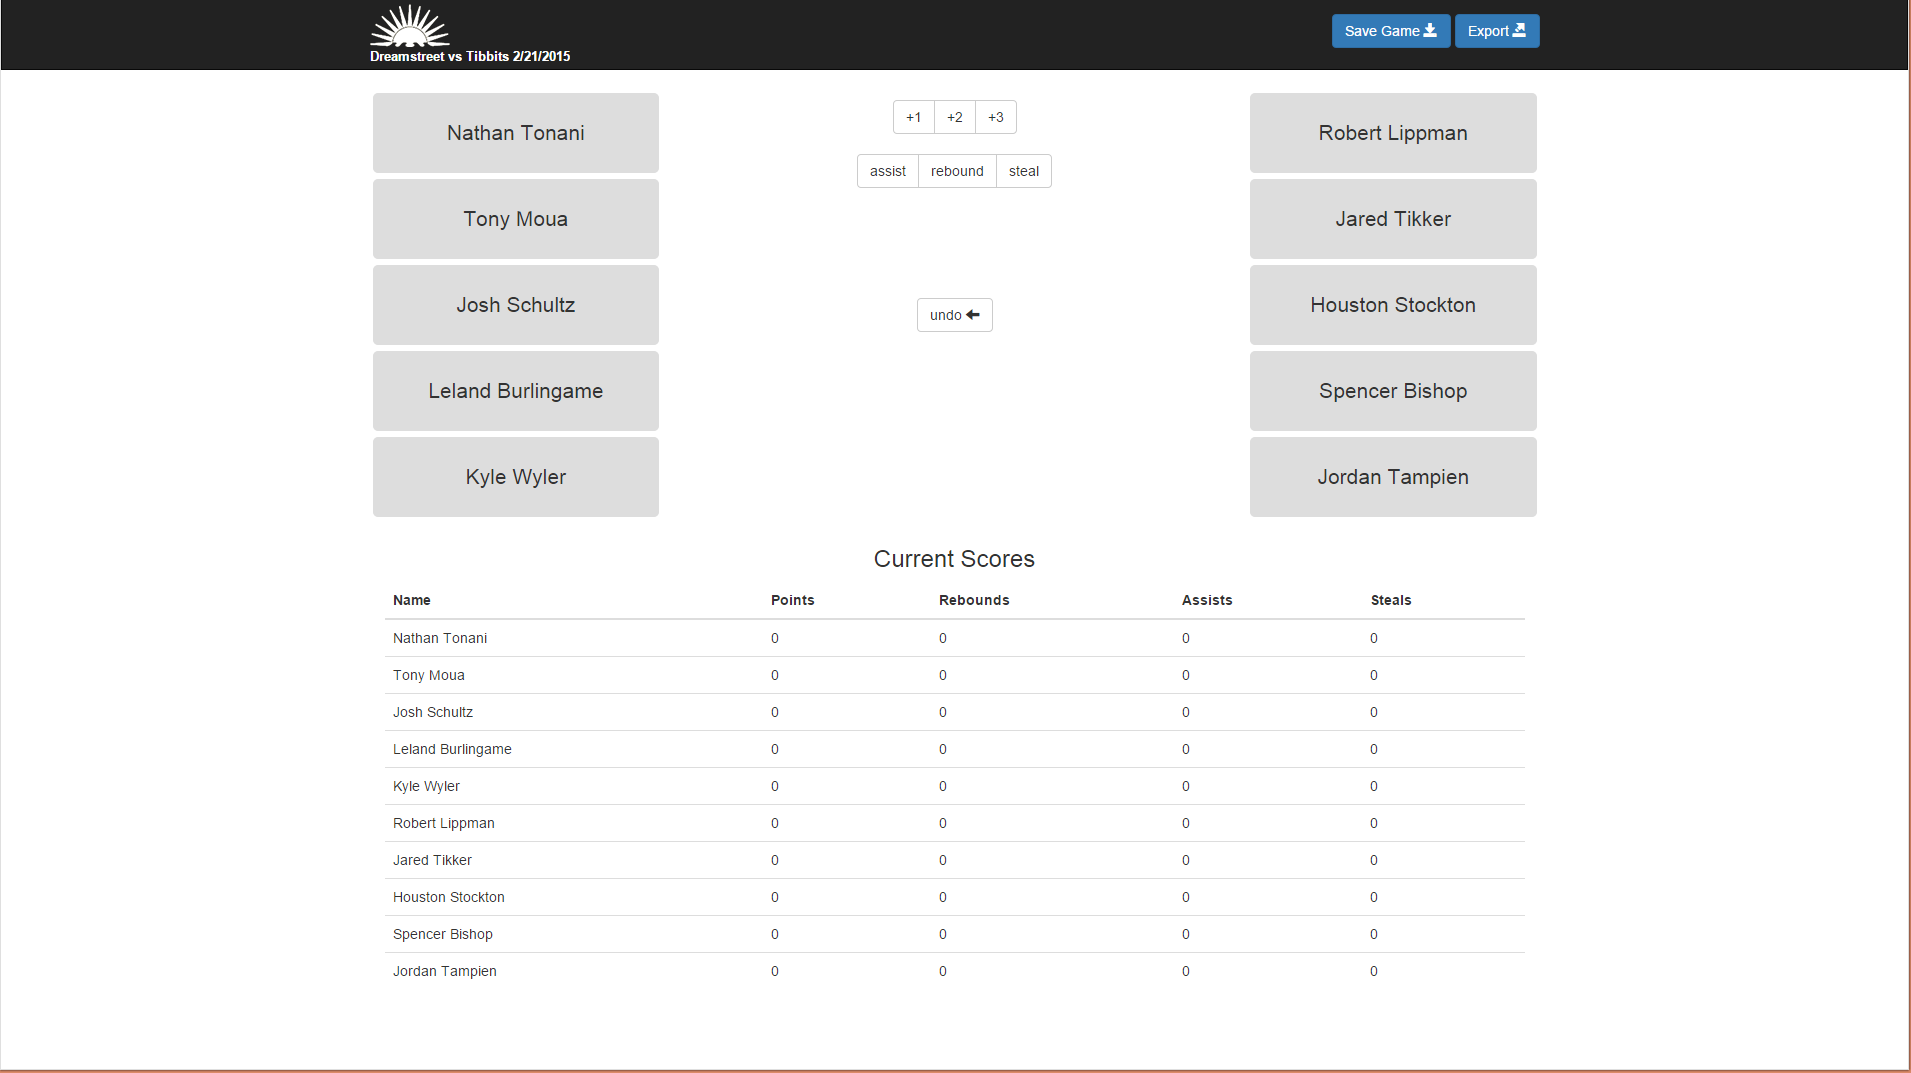 Dreamstreet vs Tibbits 2/21/2015
Save Game Export
Nathan Tonani
Tony Moua
Josh Schultz
Leland Burlingame
Kyle Wyler
+1 +2 +3
assist rebound steal
undo
Robert Lippman
Jared Tikker
Houston Stockton
Spencer Bishop
Jordan Tampien
Current Scores
Name Points Rebounds Assists Steals
Nathan Tonani 0 0 0 0
Tony Moua 0 0 0 0
Josh Schultz 0 0 0 0
Leland Burlingame 0 0 0 0
Kyle Wyler 0 0 0 0
Robert Lippman 0 0 0 0
Jared Tikker 0 0 0 0
Houston Stockton 0 0 0 0
Spencer Bishop 0 0 0 0
Jordan Tampien 0 0 0 0